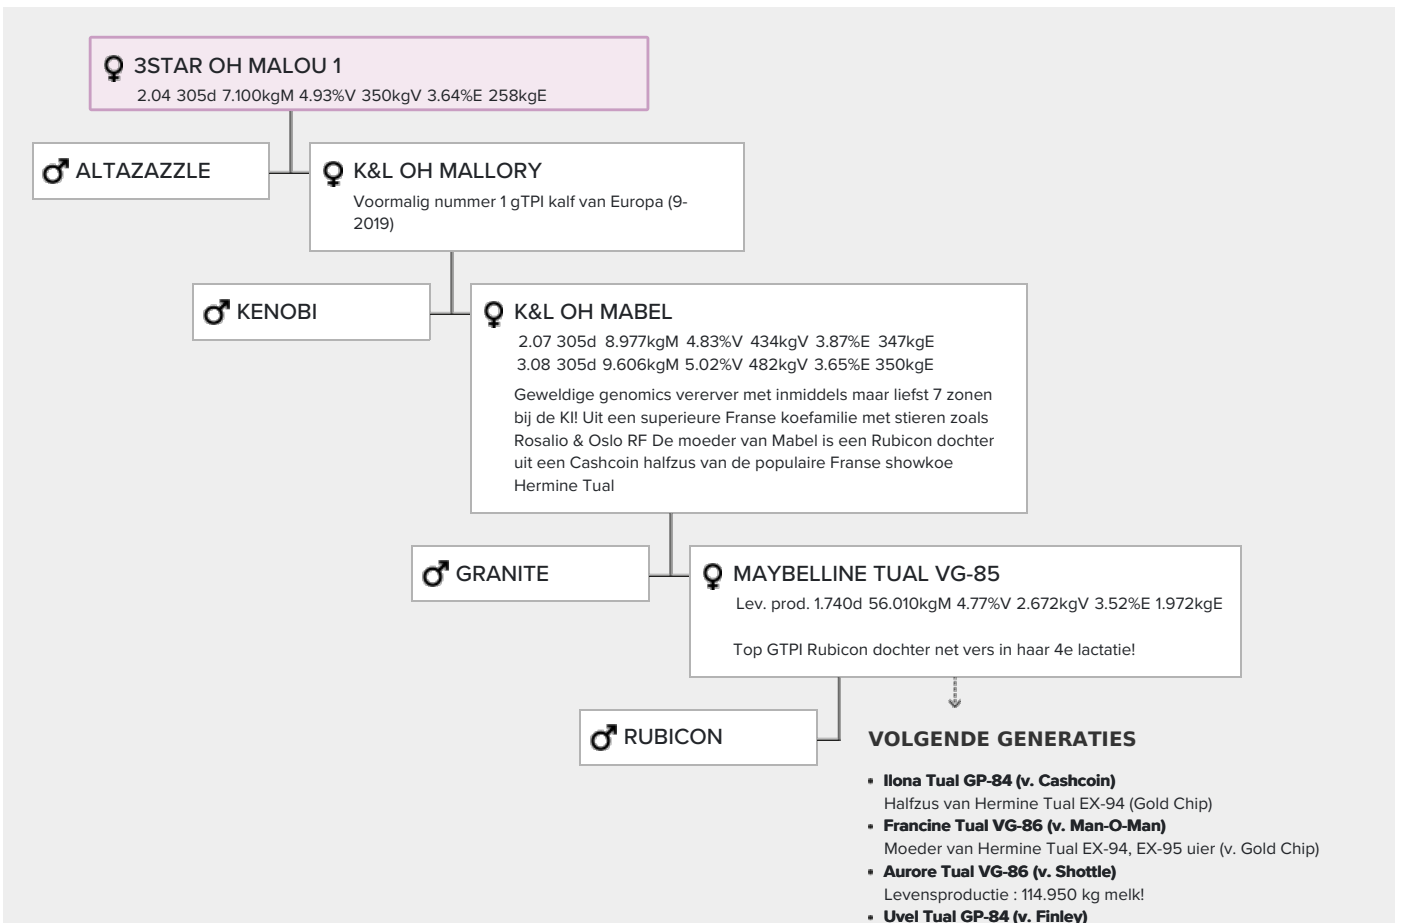 3STAR OH MALOU 1
2.04 305d 7.100kgM 4.93%V 350kgV 3.64%E 258kgE
ALTAZAZZLE
K&L OH MALLORY
Voormalig nummer 1 gTPI kalf van Europa (9-
2019)
KENOBI
K&L OH MABEL
2.07 305d 8.977kgM 4.83%V 434kgV 3.87%E 347kgE
3.08 305d 9.606kgM 5.02%V 482kgV 3.65%E 350kgE
Geweldige genomics vererver met inmiddels maar liefst 7 zonen
bij de KI! Uit een superieure Franse koefamilie met stieren zoals
Rosalio & Oslo RF De moeder van Mabel is een Rubicon dochter
uit een Cashcoin halfzus van de populaire Franse showkoe
Hermine Tual
GRANITE
MAYBELLINE TUAL VG-85
Lev. prod. 1.740d 56.010kgM 4.77%V 2.672kgV 3.52%E 1.972kgE
Top GTPI Rubicon dochter net vers in haar 4e lactatie!
RUBICON
VOLGENDE GENERATIES
• Ilona Tual GP-84 (v. Cashcoin)
Halfzus van Hermine Tual EX-94 (Gold Chip)
• Francine Tual VG-86 (v. Man-O-Man)
Moeder van Hermine Tual EX-94, EX-95 uier (v. Gold Chip)
• Aurore Tual VG-86 (v. Shottle)
Levensproductie : 114.950 kg melk!
• Uvel Tual GP-84 (v. Finley)